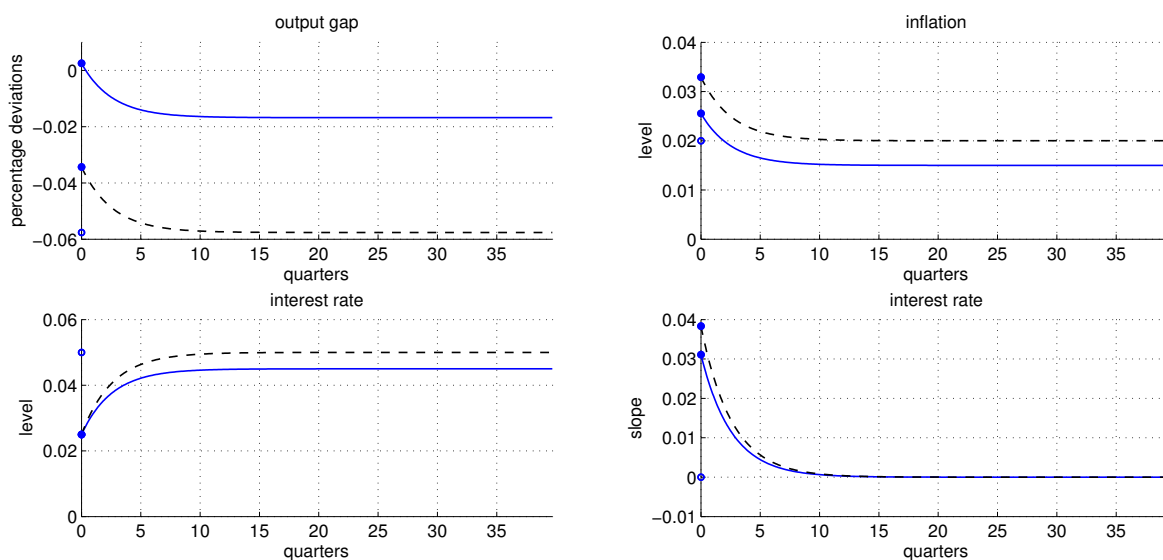 output gap
percentage deviations
0
−0.02
−0.04
−0.06
0 5 10 15 20 25 30 35
quarters
inflation
level
0.04
0.03
0.02
0.01
0
0 5 10 15 20 25 30 35
quarters
interest rate
level
0.06
0.04
0.02
0
0 5 10 15 20 25 30 35
quarters
interest rate
slope
0.04
0.03
0.02
0.01
0
−0.01
0 5 10 15 20 25 30 35
quarters